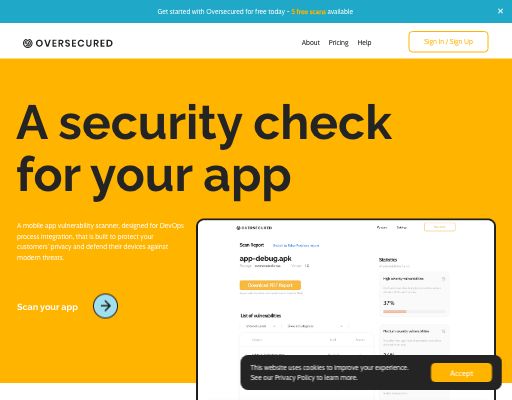 Get started with Oversecured for free today - 5 free scans available
×
OVERSECURED
About Pricing Help
Sign In / Sign Up
A security check
for your app
A mobile app vulnerability scanner, designed for DevOps
process integration, that is built to protect your
customers' privacy and defend their devices against
modern threats.
Scan your app
OVERSECURED
Scan Report
app-debug.apk
Download PDF Report
List of vulnerabilities
Statistics
High severity vulnerabilities
37%
Medium severity vulnerabilities
This website uses cookies to improve your experience.
See our Privacy Policy to learn more.
Accept